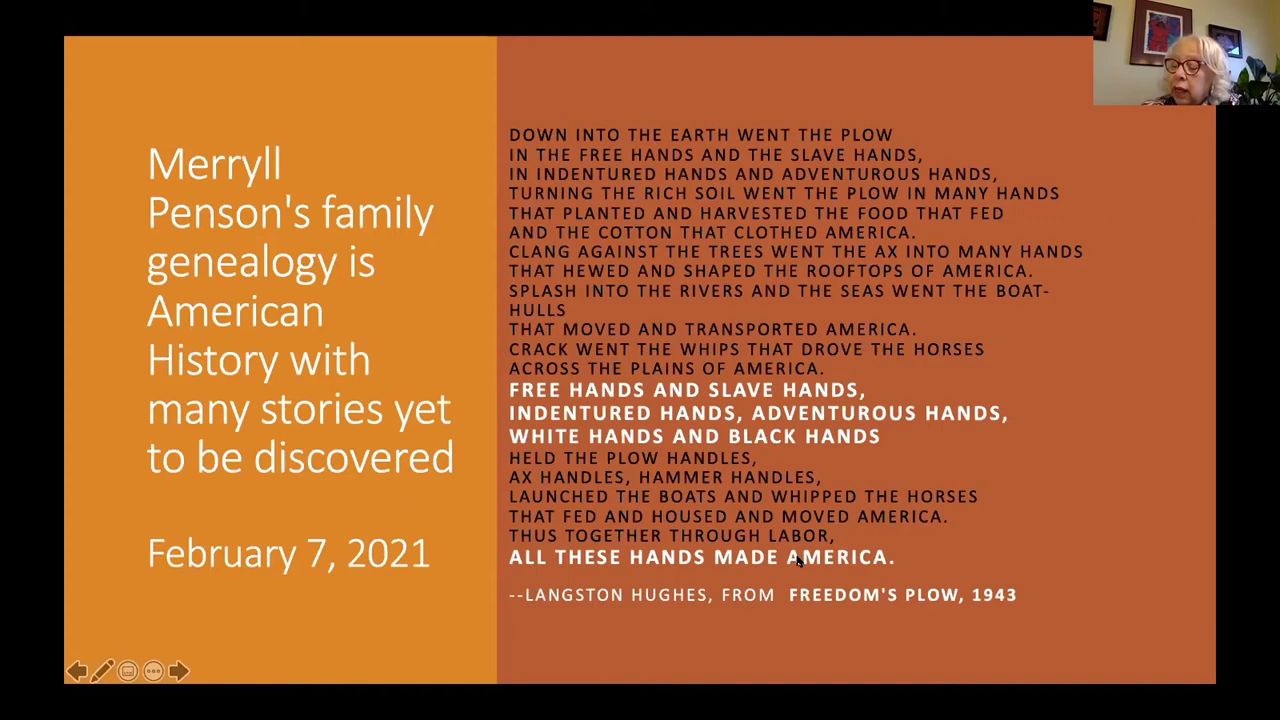 Merryll
Penson's family
genealogy is
American
History with
many stories yet
to be discovered
February 7, 2021
DOWN INTO THE EARTH WENT THE PLOW
IN THE FREE HANDS AND THE SLAVE HANDS,
IN INDENTURED HANDS AND ADVENTUROUS HANDS,
TURNING THE RICH SOIL WENT THE PLOW IN MANY HANDS
THAT PLANTED AND HARVESTED THE FOOD THAT FED
AND THE COTTON THAT CLOTHED AMERICA.
CLANG AGAINST THE TREES WENT THE AX INTO MANY HANDS
THAT HEWED AND SHAPED THE ROOFTOPS OF AMERICA.
SPLASH INTO THE RIVERS AND THE SEAS WENT THE BOAT-
HULLS
THAT MOVED AND TRANSPORTED AMERICA.
CRACK WENT THE WHIPS THAT DROVE THE HORSES
ACROSS THE PLAINS OF AMERICA.
FREE HANDS AND SLAVE HANDS,
INDENTURED HANDS, ADVENTUROUS HANDS,
WHITE HANDS AND BLACK HANDS
HELD THE PLOW HANDLES,
AX HANDLES, HAMMER HANDLES,
LAUNCHED THE BOATS AND WHIPPED THE HORSES
THAT FED AND HOUSED AND MOVED AMERICA.
THUS TOGETHER THROUGH LABOR,
ALL THESE HANDS MADE AMERICA.
--LANGSTON HUGHES, FROM FREEDOM'S PLOW, 1943